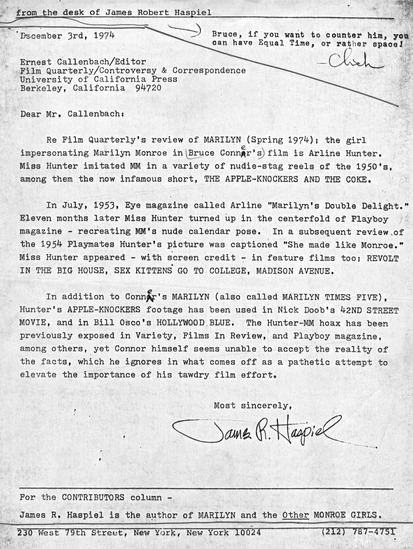 from the desk of James Robert Haspiel
December 3rd, 1974
Bruce, if you want to counter him, you
can have Equal Time, or rather space!
—Chick
Ernest Callenbach/Editor
Film Quarterly/Controversy & Correspondence
University of California Press
Berkeley, California 94720
Dear Mr. Callenbach:
Re Film Quarterly's review of MARILYN (Spring 1974); the girl
impersonating Marilyn Monroe in Bruce Conner's film is Arline Hunter.
Miss Hunter imitated MM in a variety of nudie-stag reels of the 1950's,
among them the now infamous short, THE APPLE-KNOCKERS AND THE COKE.
In July, 1953, Eye magazine called Arline "Marilyn's Double Delight."
Eleven months later Miss Hunter turned up in the centerfold of Playboy
magazine - recreating MM's nude calendar pose. In a subsequent review of
the 1954 Playmates Hunter's picture was captioned "She made like Monroe."
Miss Hunter appeared - with screen credit - in feature films too; REVOLT
IN THE BIG HOUSE, SEX KITTENS GO TO COLLEGE, MADISON AVENUE.
In addition to Conner's MARILYN (also called MARILYN TIMES FIVE),
Hunter's APPLE-KNOCKERS footage has been used in Nick Doob's 42ND STREET
MOVIE, and in Bill Osco's HOLLYWOOD BLUE. The Hunter-MM hoax has been
previously exposed in Variety, Films In Review, and Playboy magazine,
among others, yet Connor himself seems unable to accept the reality of
the facts, which he ignores in what comes off as a pathetic attempt to
elevate the importance of his tawdry film effort.
Most sincerely,
James R. Haspiel
For the CONTRIBUTORS column -
James R. Haspiel is the author of MARILYN and the Other MONROE GIRLS.
230 West 79th Street, New York, New York 10024 (212) 787-4751